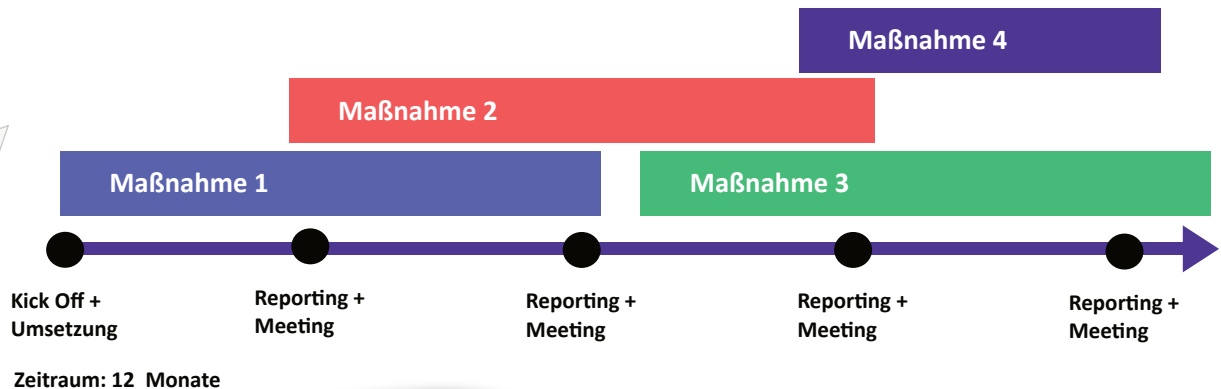 Maßnahme 4
Maßnahme 2
Maßnahme 1
Maßnahme 3
Kick Off +
Umsetzung
Reporting +
Meeting
Reporting +
Meeting
Reporting +
Meeting
Reporting +
Meeting
Zeitraum: 12 Monate